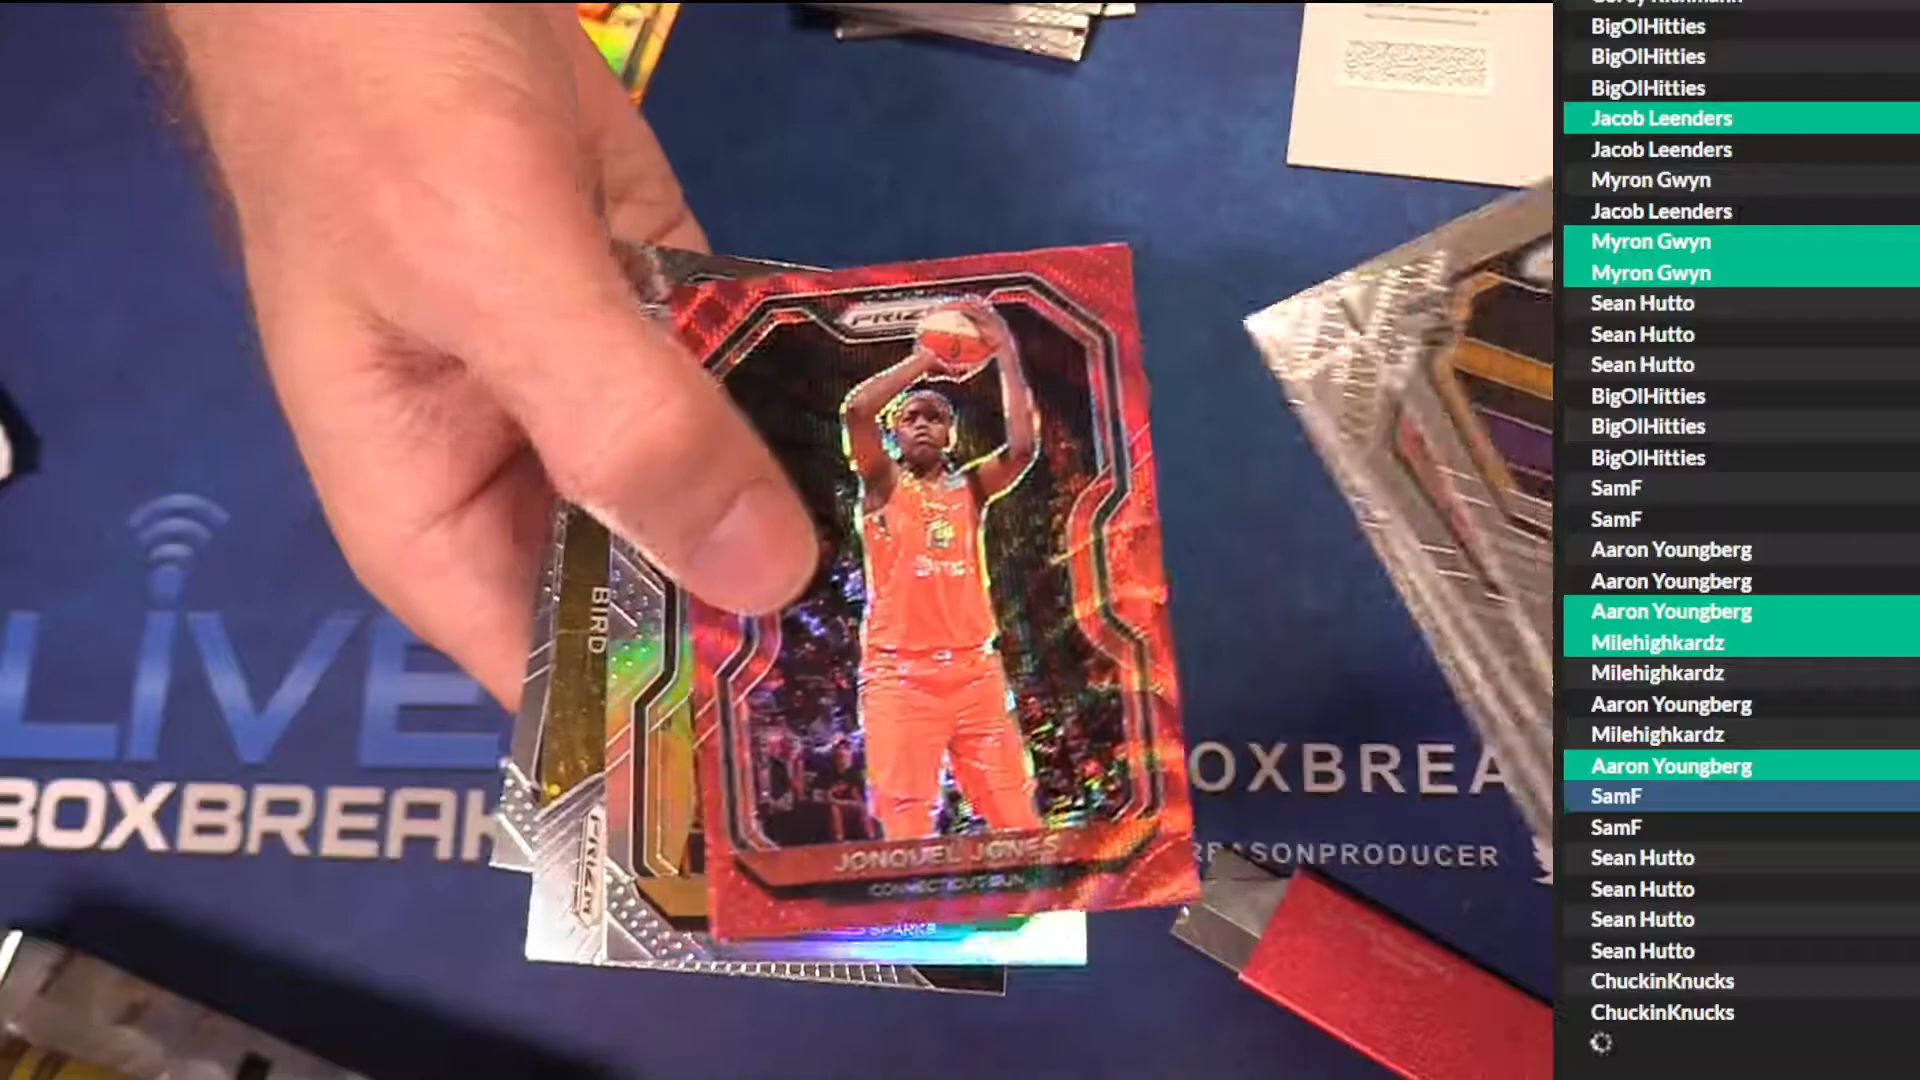 BigOlHitties
BigOlHitties
BigOlHitties
Jacob Leenders
Jacob Leenders
Myron Gwyn
Jacob Leenders
Myron Gwyn
Myron Gwyn
Sean Hutto
Sean Hutto
Sean Hutto
BigOlHitties
BigOlHitties
BigOlHitties
SamF
SamF
Aaron Youngberg
Aaron Youngberg
Aaron Youngberg
Milehighkardz
Milehighkardz
Aaron Youngberg
Milehighkardz
Aaron Youngberg
SamF
SamF
Sean Hutto
Sean Hutto
Sean Hutto
Sean Hutto
ChuckinKnucks
ChuckinKnucks
PRIZ
JONQUEL JONES
CONNECTICUT SUN
BIRD
PRIZM
SPARKS
LIVE
BOXBREAK
OXBREA
REASONPRODUCER